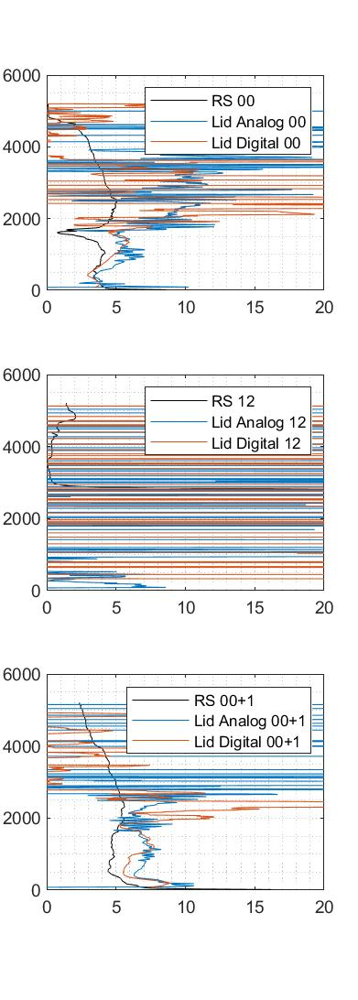 6000
RS 00
Lid Analog 00
Lid Digital 00
4000
2000
0
0 5 10 15 20
6000
RS 12
Lid Analog 12
Lid Digital 12
4000
2000
0
0 5 10 15 20
6000
RS 00+1
Lid Analog 00+1
Lid Digital 00+1
4000
2000
0
0 5 10 15 20